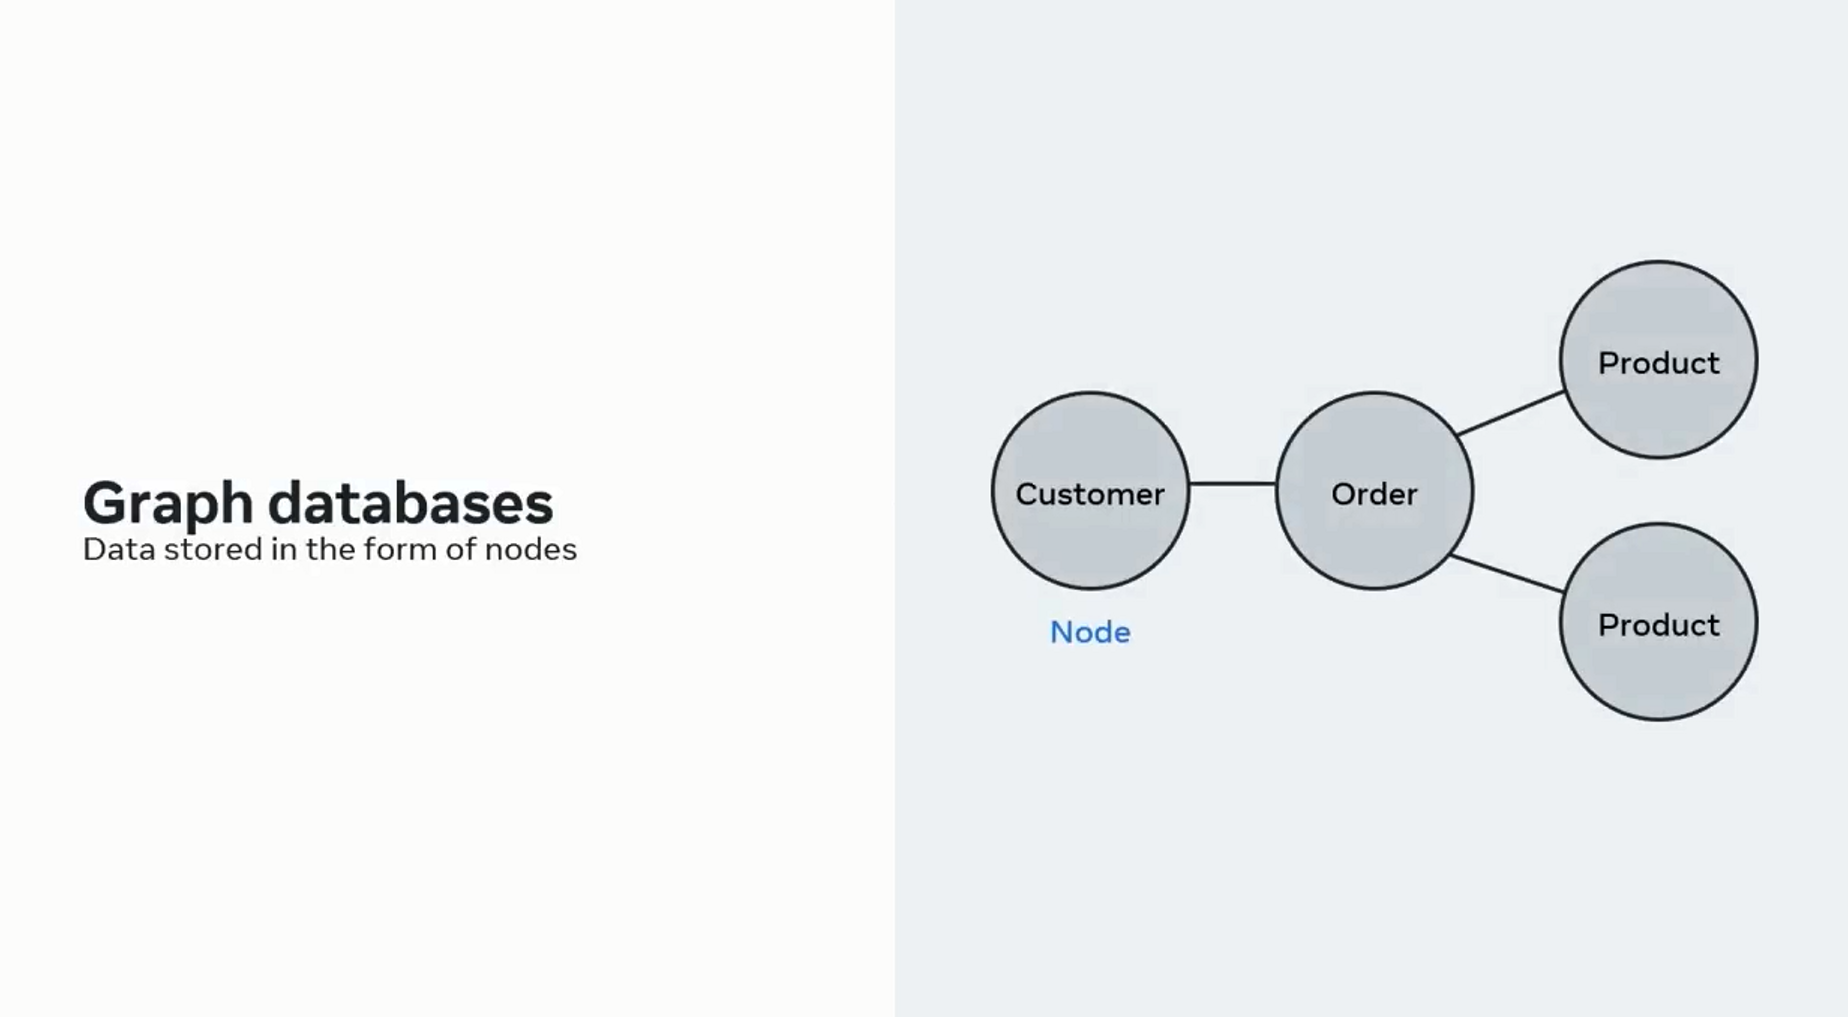 Graph databases
Data stored in the form of nodes
Product
Customer
Order
Product
Node